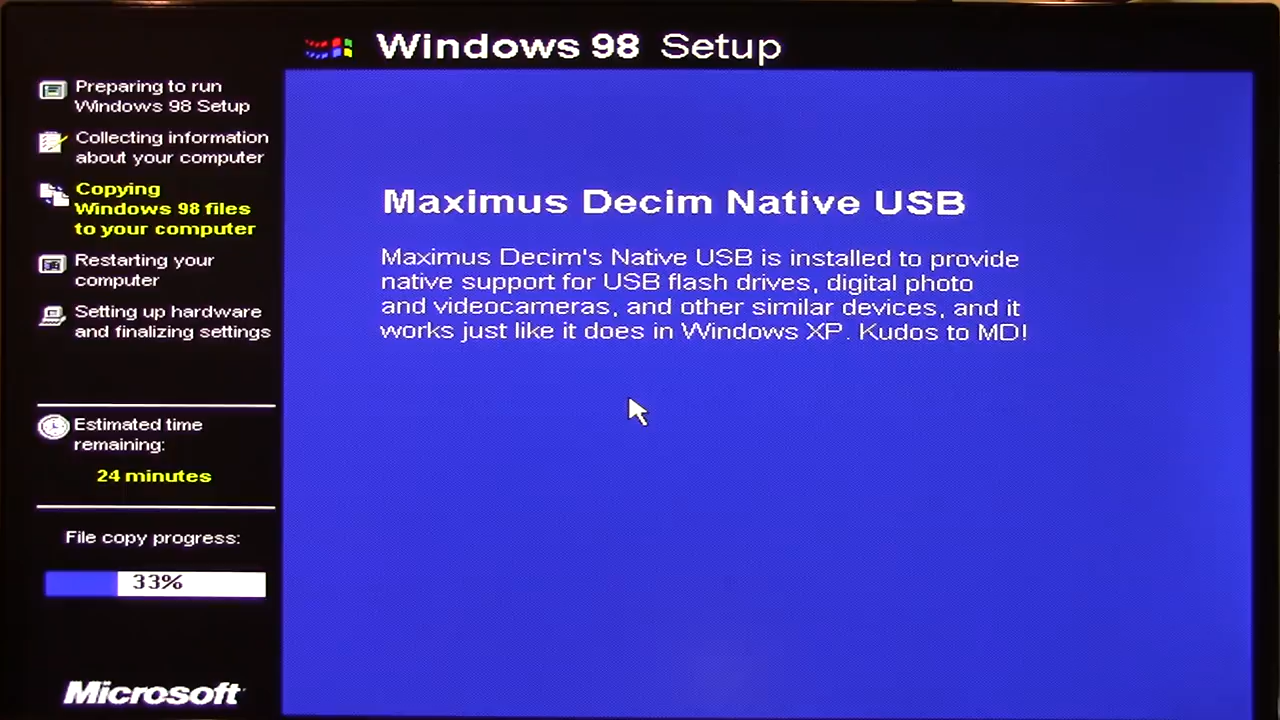 Windows 98 Setup
Preparing to run
Windows 98 Setup
Collecting information
about your computer
Copying
Windows 98 files
to your computer
Restarting your
computer
Setting up hardware
and finalizing settings
Estimated time
remaining:
24 minutes
File copy progress:
33%
Microsoft
Maximus Decim Native USB
Maximus Decim's Native USB is installed to provide
native support for USB flash drives, digital photo
and videocameras, and other similar devices, and it
works just like it does in Windows XP. Kudos to MD!